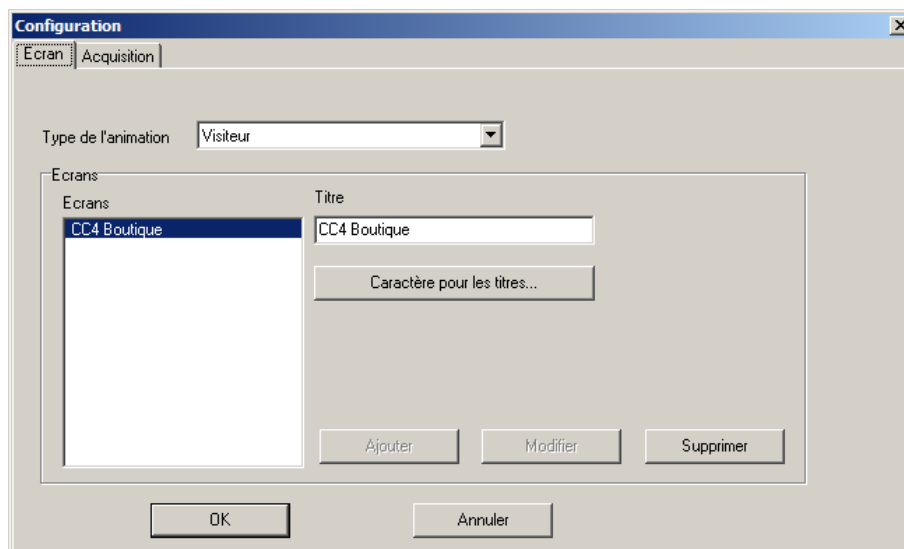 Configuration
Ecran Acquisition
Type de l'animation Visiteur
Ecrans
Ecrans Titre
CC4 Boutique CC4 Boutique
Caractère pour les titres...
Ajouter Modifier Supprimer
OK Annuler